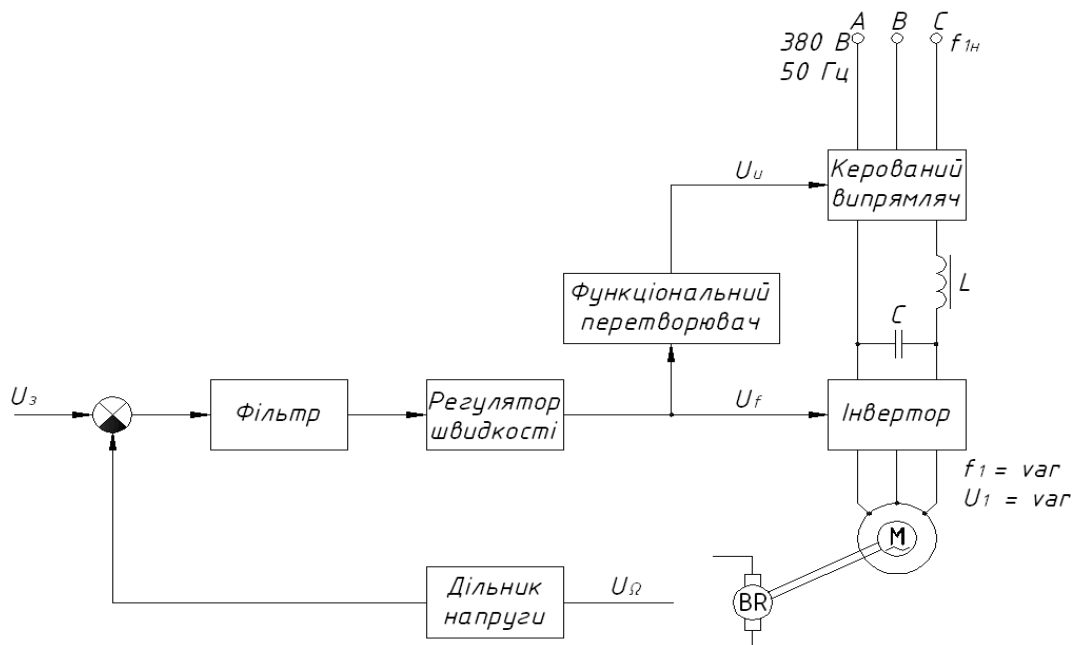 A B C
380 В
f1н
50 Гц
Uи
Керований
випрямляч
L
Функціональний
перетворювач
C
Uз
Фільтр
Регулятор
швидкості
Uf
Інвертор
f1 = var
U1 = var
M
Дільник
напруги
UΩ
BR